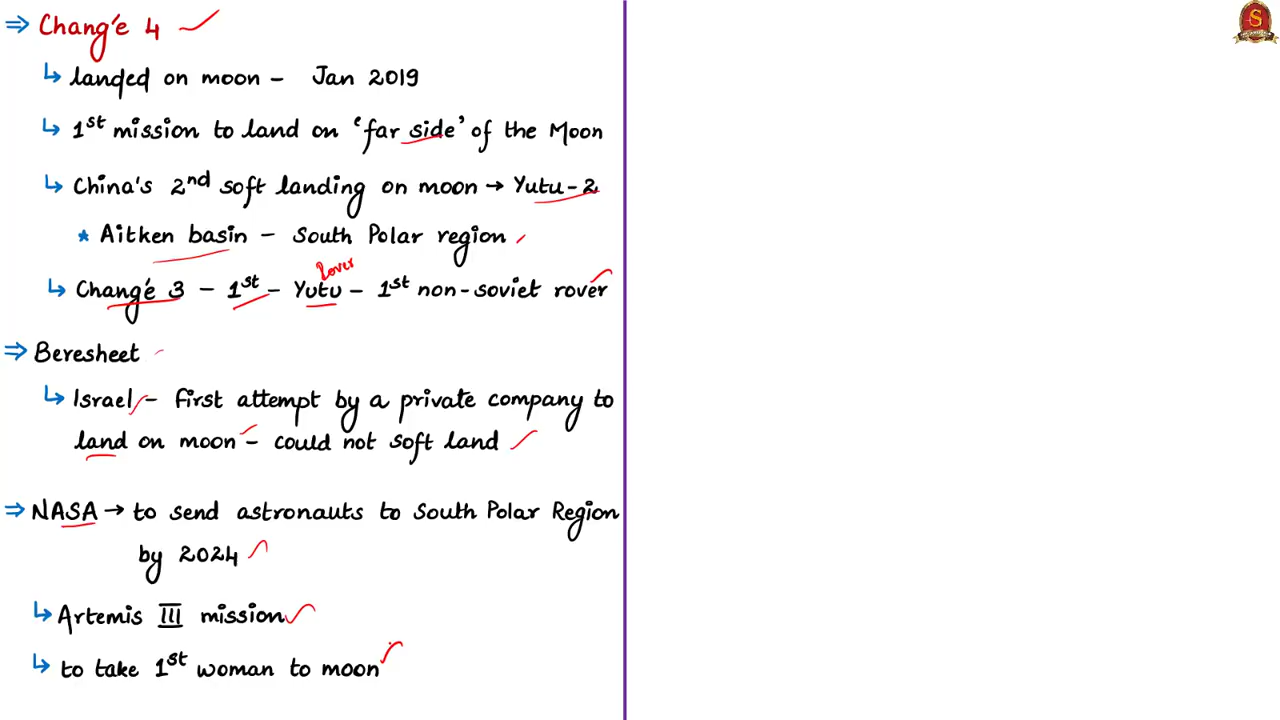 ⇒ Chang'e 4
↳ landed on moon - Jan 2019
↳ 1st mission to land on 'far side' of the Moon
↳ China's 2nd soft landing on moon → Yutu-2
* Aitken basin - South Polar region
Rover
↳ Chang'e 3 - 1st - Yutu - 1st non-soviet rover
⇒ Beresheet
↳ Israel - First attempt by a private company to
land on moon - could not soft land
⇒ NASA → to send astronauts to South Polar Region
by 2024
↳ Artemis III mission
↳ to take 1st woman to moon